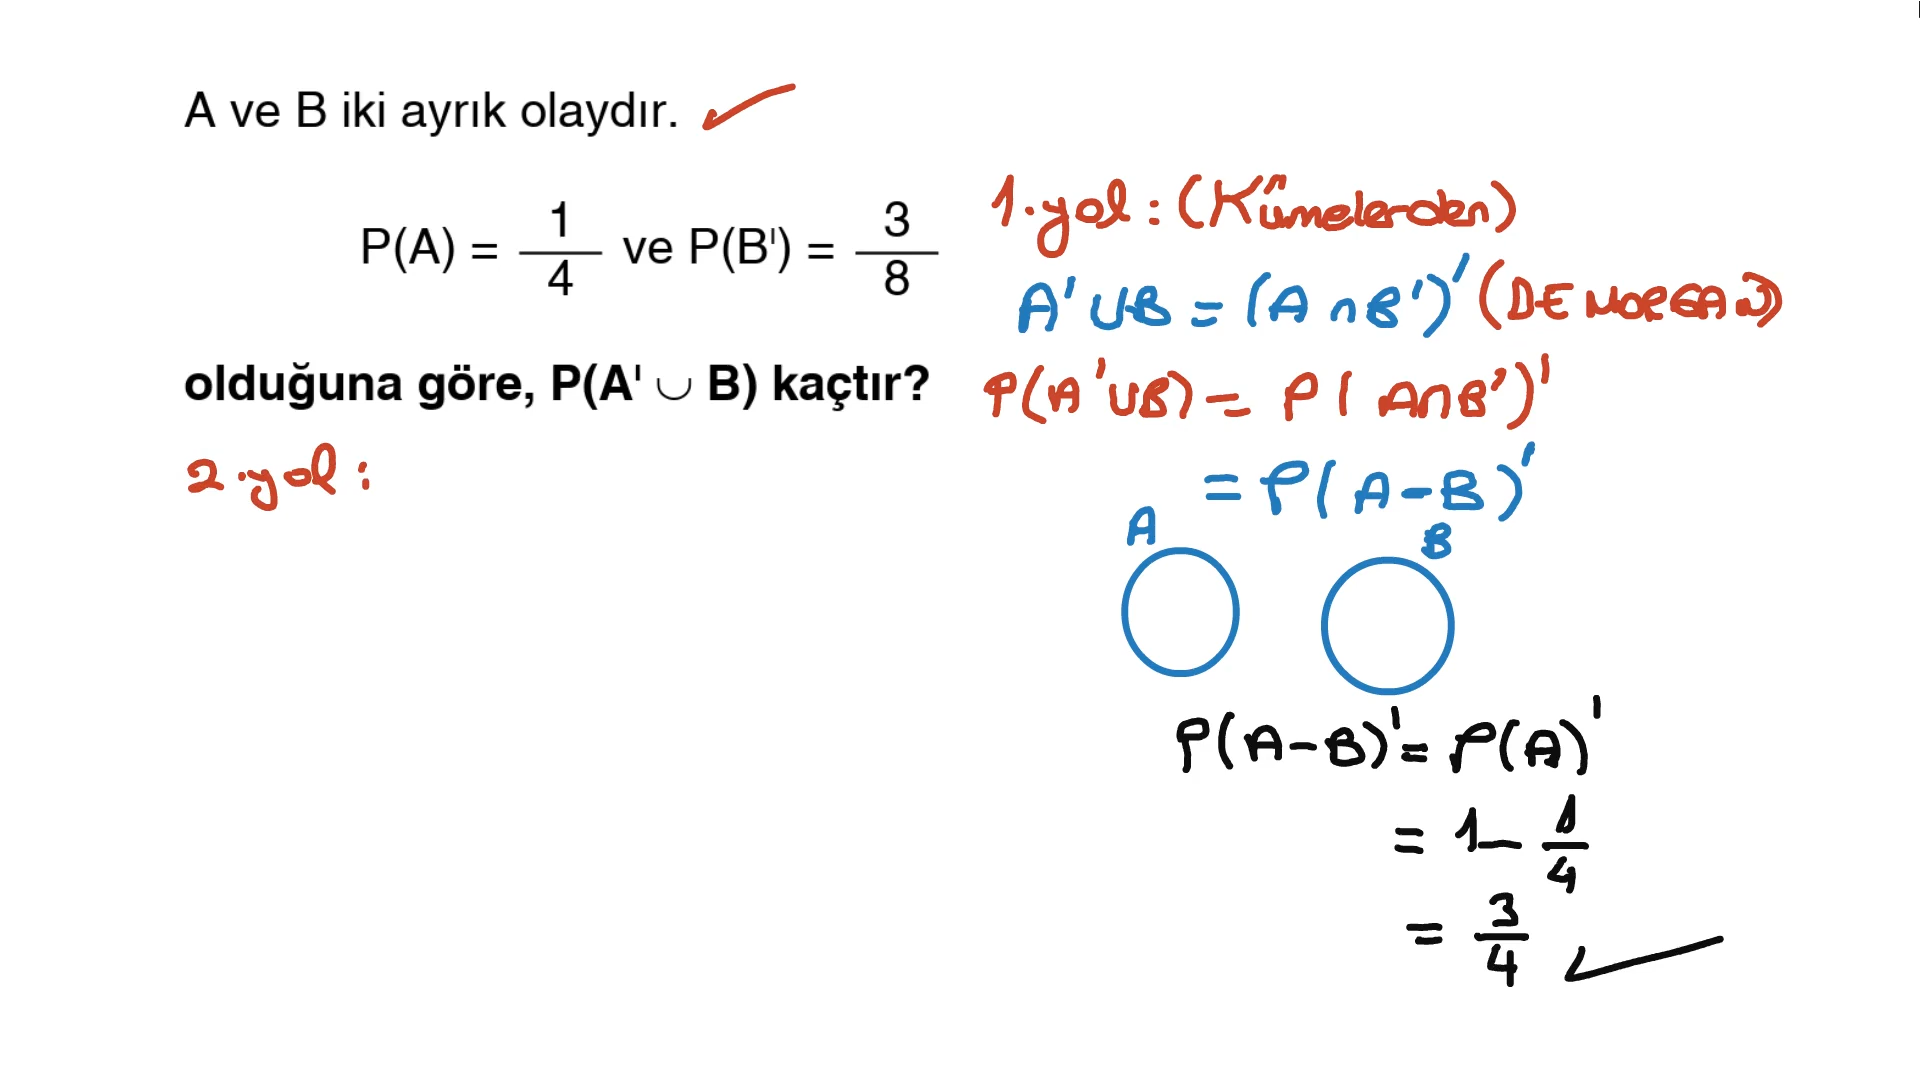 A ve B iki ayrık olaydır.
P(A) = 1/4 ve P(B') = 3/8
olduğuna göre, P(A' ∪ B) kaçtır?
2.yol :
1.yol : (Kümelerden)
A' ∪ B = (A ∩ B')' (DE MORGAN)
P(A' ∪ B) = P(A ∩ B')'
= P(A - B)'
A
B
P(A - B)' = P(A)'
= 1 - 1/4
= 3/4